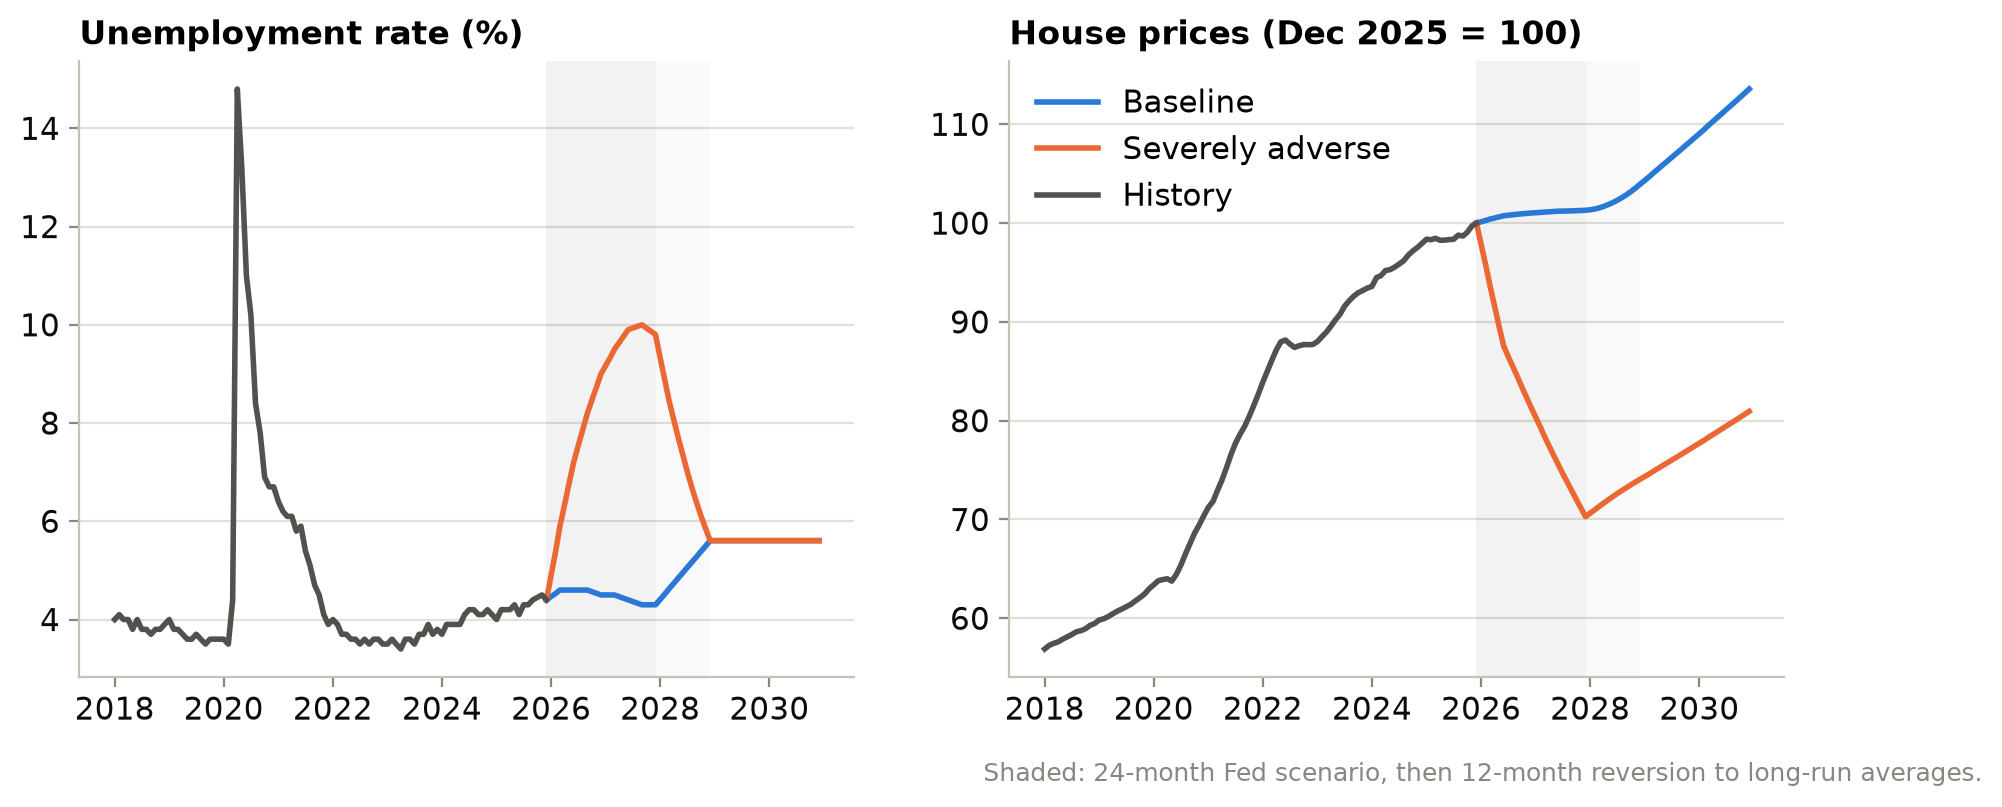 Unemployment rate (%)
14
12
10
8
6
4
2018 2020 2022 2024 2026 2028 2030
House prices (Dec 2025 = 100)
Baseline
Severely adverse
History
110
100
90
80
70
60
2018 2020 2022 2024 2026 2028 2030
Shaded: 24-month Fed scenario, then 12-month reversion to long-run averages.